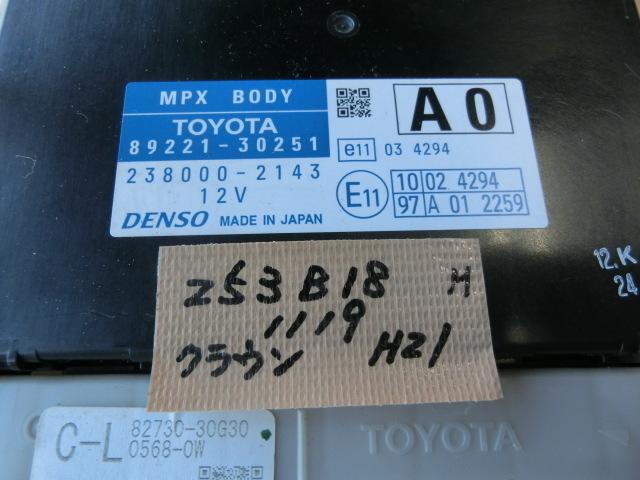 MPX BODY
TOYOTA
89221-30251
238000-2143
12V
DENSO MADE IN JAPAN
A0
e11 03 4294
E11
10 02 4294
97 A 01 2259
12.K
24
253B18 M
1119
クラウン H21
C-L
82730-30G30
0568-0W
TOYOTA